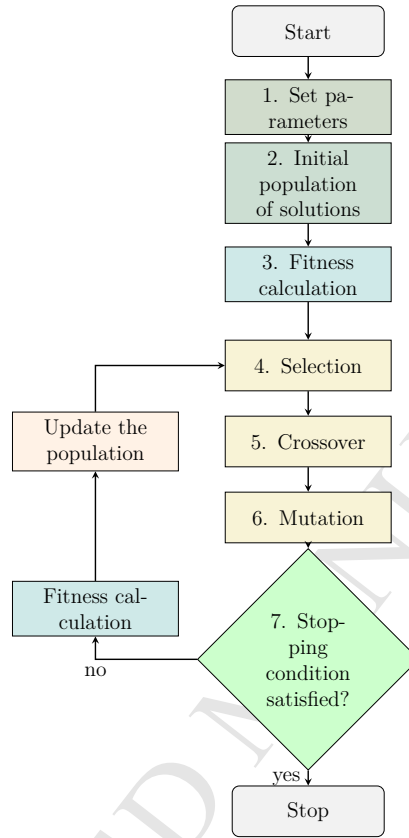 Start
1. Set pa-
rameters
2. Initial
population
of solutions
3. Fitness
calculation
4. Selection
Update the
population
5. Crossover
6. Mutation
Fitness cal-
culation
7. Stop-
ping
condition
satisfied?
no
yes
Stop